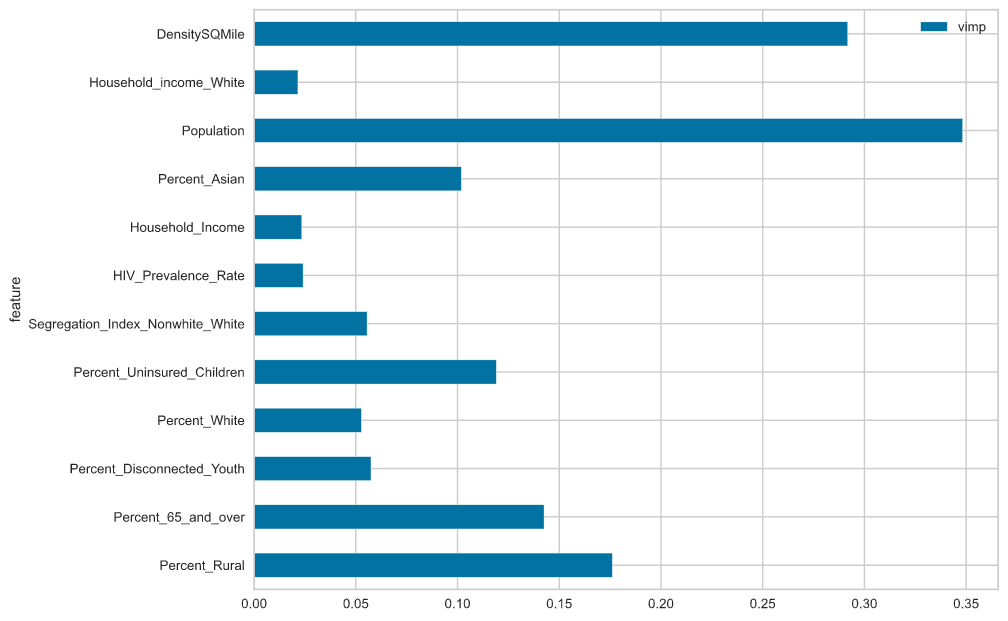 vimp
DensitySQMile
Household_income_White
Population
Percent_Asian
Household_Income
HIV_Prevalence_Rate
feature
Segregation_Index_Nonwhite_White
Percent_Uninsured_Children
Percent_White
Percent_Disconnected_Youth
Percent_65_and_over
Percent_Rural
0.00 0.05 0.10 0.15 0.20 0.25 0.30 0.35